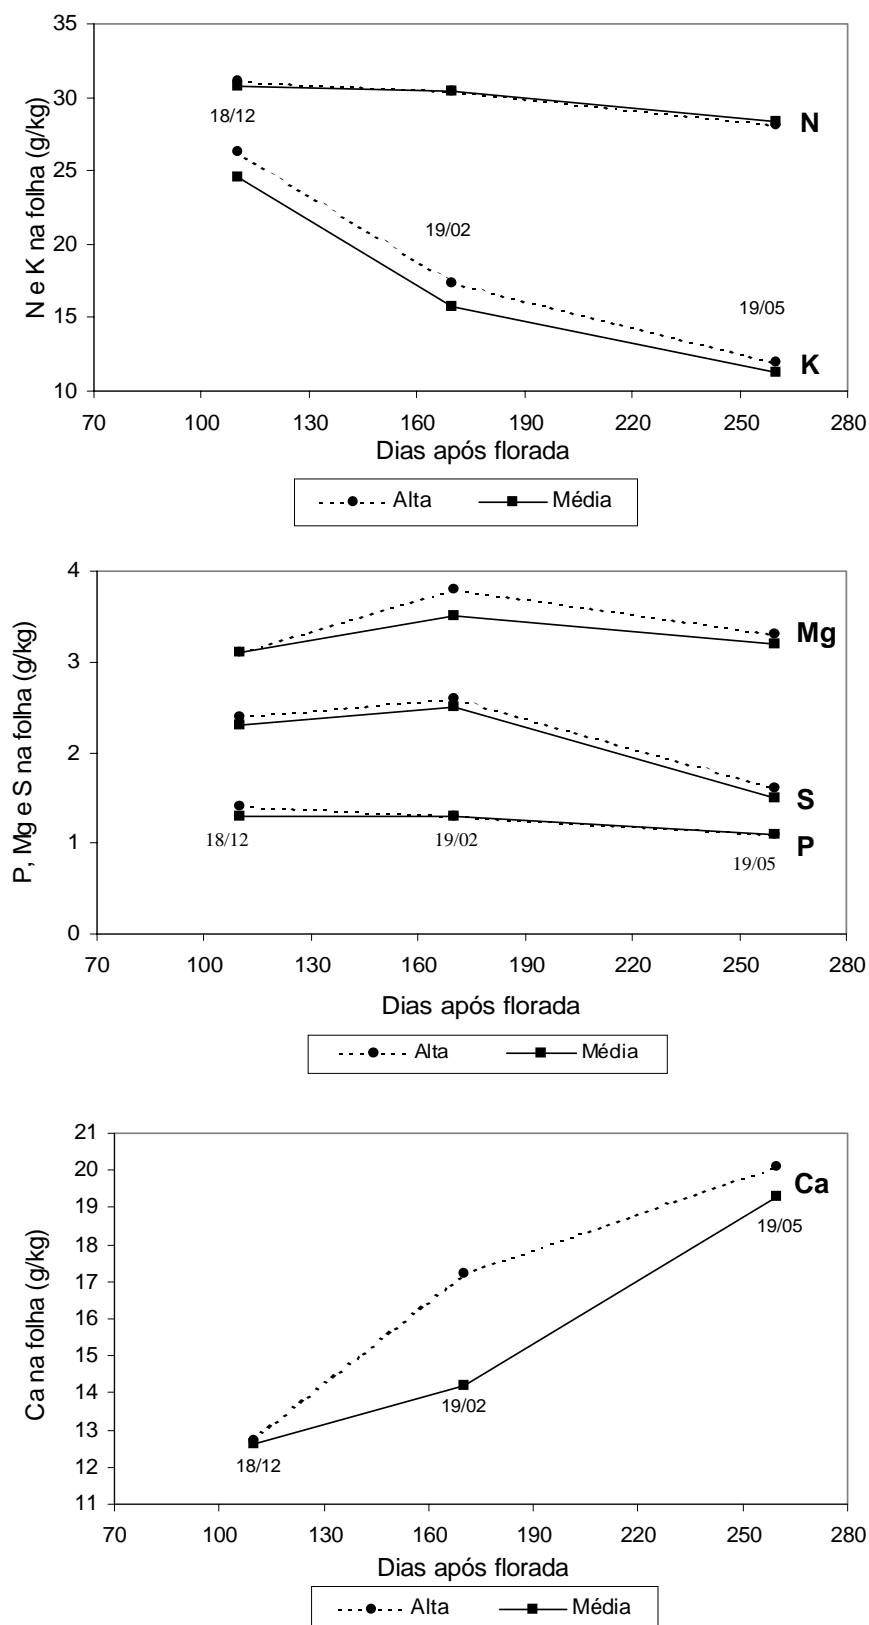 35
30
25
20
15
10
N e K na folha (g/kg)
18/12
19/02
19/05
N
K
70 100 130 160 190 220 250 280
Dias após florada
Alta Média
4
3
2
1
0
P, Mg e S na folha (g/kg)
Mg
S
P
18/12
19/02
19/05
70 100 130 160 190 220 250 280
Dias após florada
Alta Média
21
20
19
18
17
16
15
14
13
12
11
Ca na folha (g/kg)
Ca
19/05
19/02
18/12
70 100 130 160 190 220 250 280
Dias após florada
Alta Média